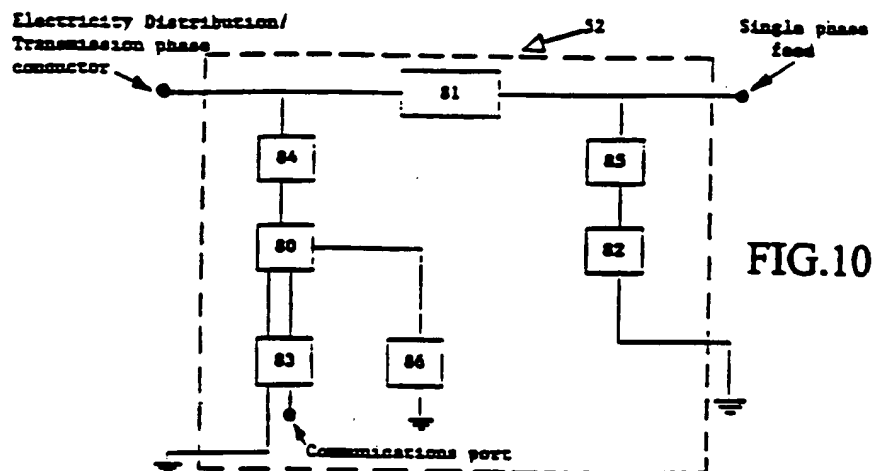 Electricity Distribution/
Transmission phase
conductor
52
Single phase
feed
81
84
85
80
82
FIG.10
83
86
Communications port